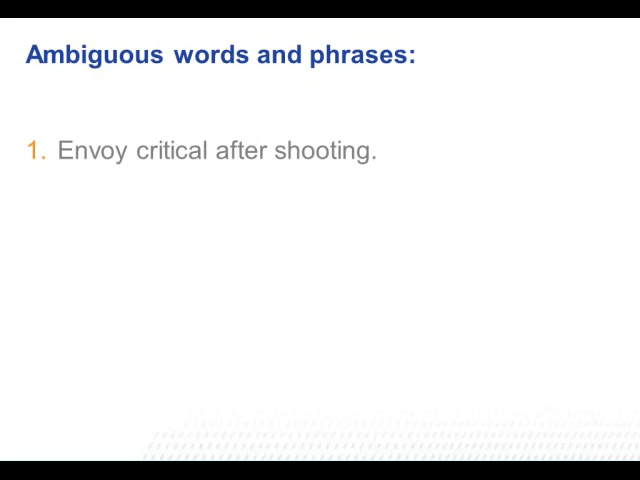 Ambiguous words and phrases:
1. Envoy critical after shooting.